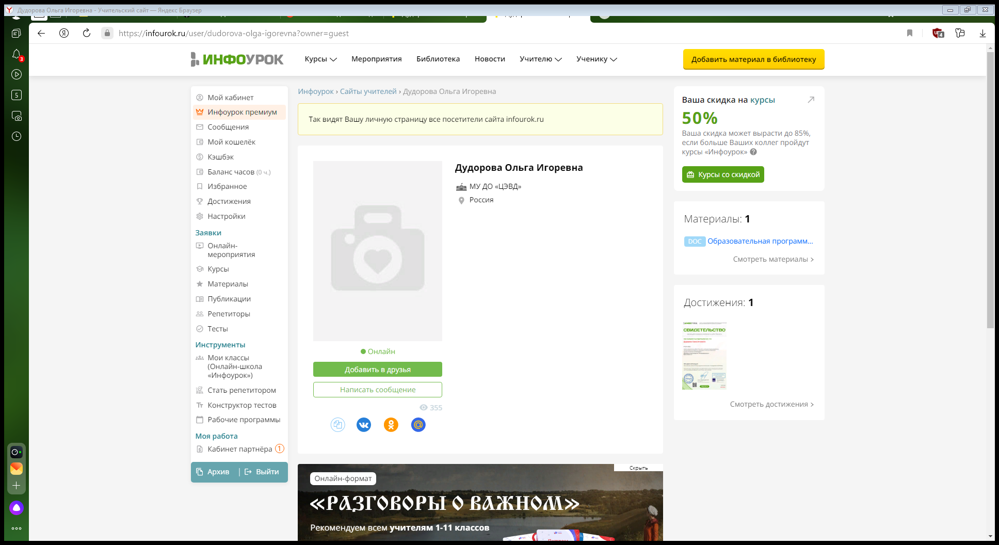 Дудорова Ольга Игоревна - Учительский сайт — Яндекс Браузер
https://infourok.ru/user/dudorova-olga-igorevna?owner=guest
4
3
5
ИНФОУРОК
Курсы
Мероприятия
Библиотека
Новости
Учителю
Ученику
Добавить материал в библиотеку
Мой кабинет
Инфоурок премиум
Сообщения
Мой кошелёк
Кэшбэк
Баланс часов (0 ч.)
Избранное
Достижения
Настройки
Заявки
Онлайн-
мероприятия
Курсы
Материалы
Публикации
Репетиторы
Тесты
Инструменты
Мои классы
(Онлайн-школа
«Инфоурок»)
Стать репетитором
Конструктор тестов
Рабочие программы
Моя работа
Кабинет партнёра 1
Архив | Выйти
Инфоурок › Сайты учителей › Дудорова Ольга Игоревна
Так видят Вашу личную страницу все посетители сайта infourok.ru
Дудорова Ольга Игоревна
МУ ДО «ЦЭВД»
Россия
Онлайн
Добавить в друзья
Написать сообщение
355
Скрыть
Онлайн-формат
«РАЗГОВОРЫ О ВАЖНОМ»
Рекомендуем всем учителям 1-11 классов
Ваша скидка на курсы
50%
Ваша скидка может вырасти до 85%,
если больше Ваших коллег пройдут
курсы «Инфоурок» ?
Курсы со скидкой
Материалы: 1
DOC Образовательная программ...
Смотреть материалы >
Достижения: 1
СВИДЕТЕЛЬСТВО
Смотреть достижения >